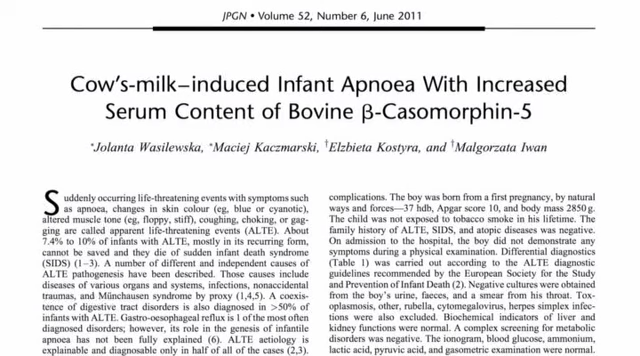 JPGN • Volume 52, Number 6, June 2011
Cow's-milk–induced Infant Apnoea With Increased
Serum Content of Bovine β-Casomorphin-5
*Jolanta Wasilewska, *Maciej Kaczmarski, †Elzbieta Kostyra, and †Malgorzata Iwan
Suddenly occurring life-threatening events with symptoms such
as apnoea, changes in skin colour (eg, blue or cyanotic),
altered muscle tone (eg, floppy, stiff), coughing, choking, or gag-
ging are called apparent life-threatening events (ALTE). About
7.4% to 10% of infants with ALTE, mostly in its recurring form,
cannot be saved and they die of sudden infant death syndrome
(SIDS) (1–3). A number of different and independent causes of
ALTE pathogenesis have been described. Those causes include
diseases of various organs and systems, infections, nonaccidental
traumas, and Münchausen syndrome by proxy (1,4,5). A coexis-
tence of digestive tract disorders is also diagnosed in >50% of
infants with ALTE. Gastro-oesophageal reflux is 1 of the most often
diagnosed disorders; however, its role in the genesis of infantile
apnoea has not been fully explained (6). ALTE aetiology is
explainable and diagnosable only in half of all of the cases (2,3).
complications. The boy was born from a first pregnancy, by natural
ways and forces—37 hdb, Apgar score 10, and body mass 2850 g.
The child was not exposed to tobacco smoke in his lifetime. The
family history of ALTE, SIDS, and atopic diseases was negative.
On admission to the hospital, the boy did not demonstrate any
symptoms during a physical examination. Differential diagnostics
(Table 1) was carried out according to the ALTE diagnostic
guidelines recommended by the European Society for the Study
and Prevention of Infant Death (2). Negative cultures were obtained
from the boy's urine, faeces, and a smear from his throat. Tox-
oplasmosis, other, rubella, cytomegalovirus, herpes simplex infec-
tions were also excluded. Biochemical indicators of liver and
kidney functions were normal. A complex screening for metabolic
disorders was negative. The ionogram, blood glucose, ammonium,
lactic acid, pyruvic acid, and gasometric examination were normal.